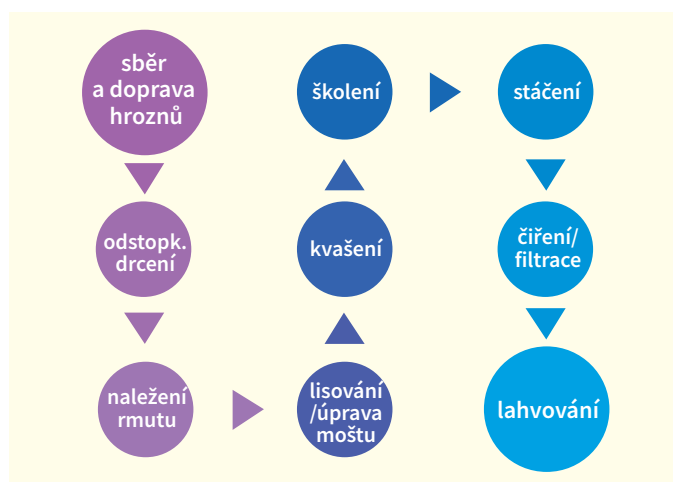 sběr
a doprava
hroznů
odstopk.
drcení
naležení
rmutu
lisování
/úprava
moštu
kvašení
školení
stáčení
čiření/
filtrace
lahvování